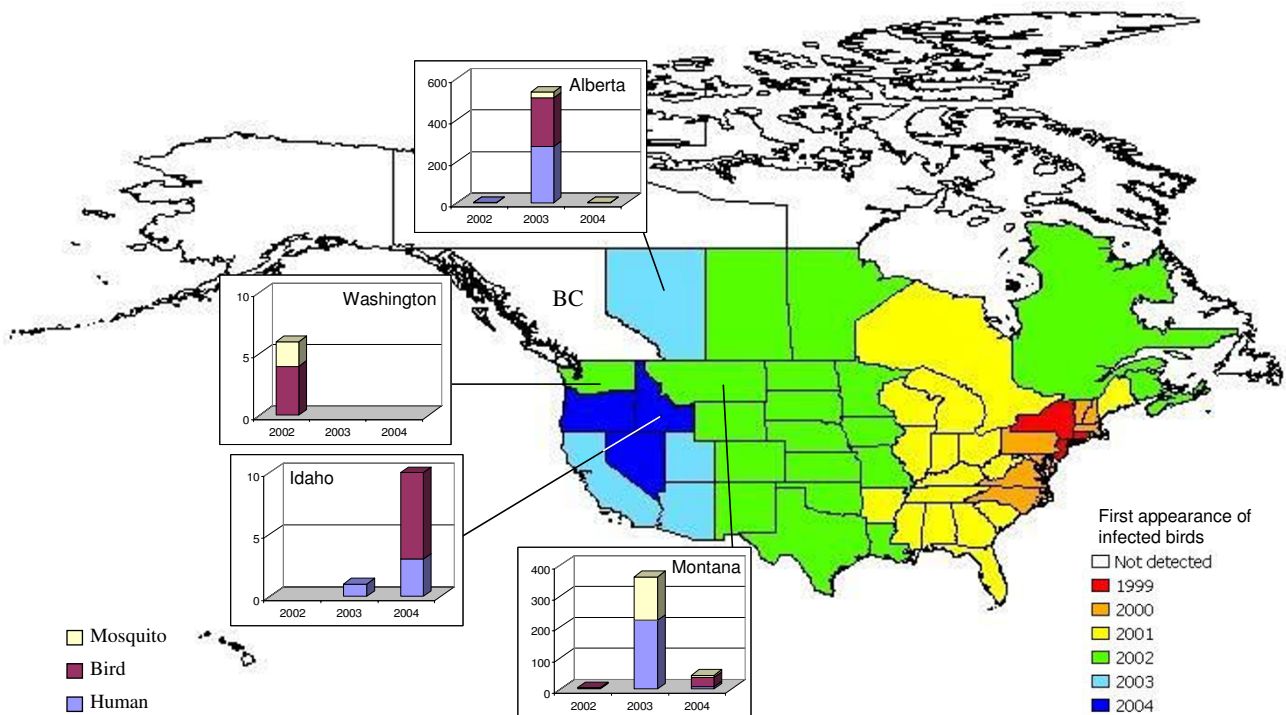 Alberta
600
400
200
0
2002 2003 2004
Washington
10
5
0
2002 2003 2004
BC
Idaho
10
5
0
2002 2003 2004
Montana
400
300
200
100
0
2002 2003 2004
Mosquito
Bird
Human
First appearance of
infected birds
Not detected
1999
2000
2001
2002
2003
2004